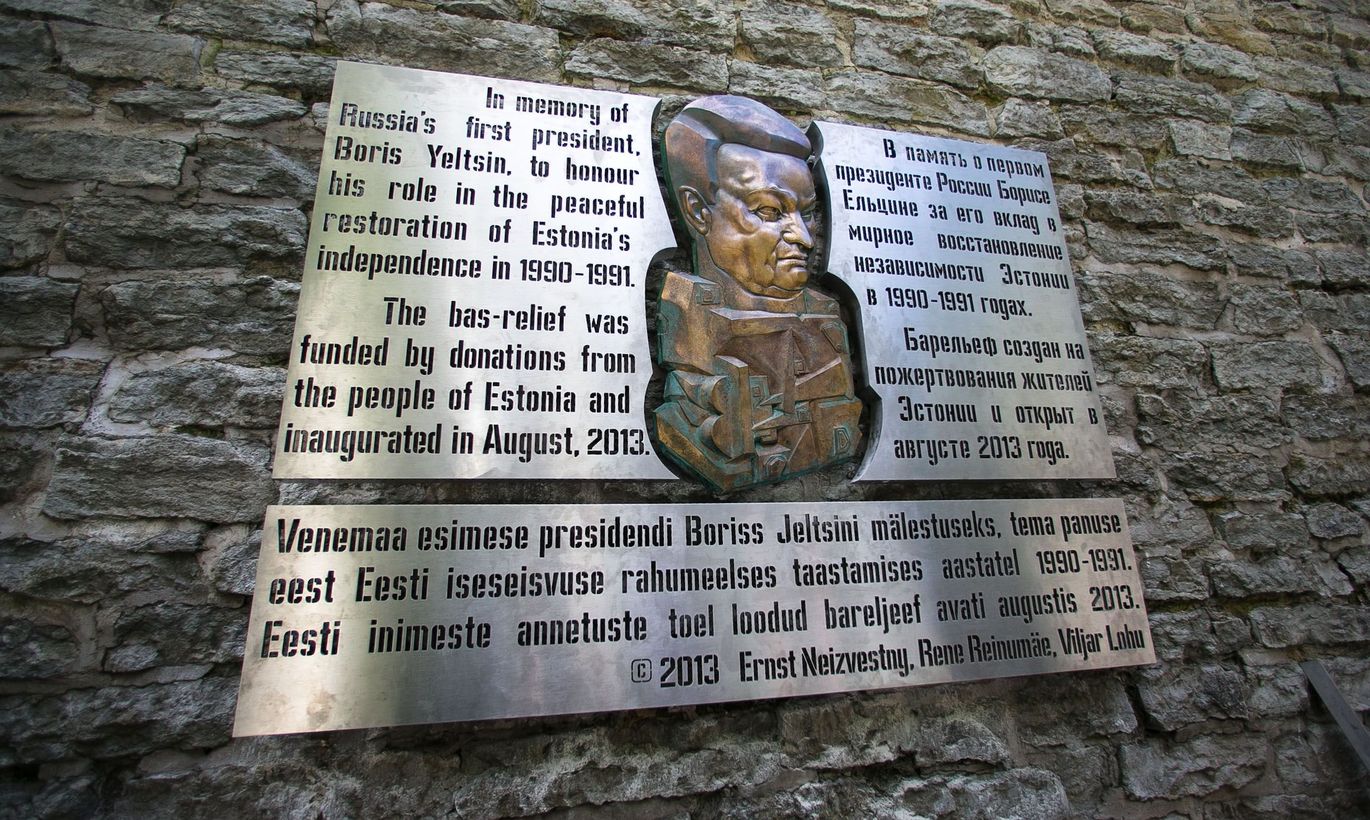 In memory of
Russia's first president,
Boris Yeltsin, to honour
his role in the peaceful
restoration of Estonia's
independence in 1990-1991.
The bas-relief was
funded by donations from
the people of Estonia and
inaugurated in August, 2013.
В память о первом
президенте России Борисе
Ельцине за его вклад в
мирное восстановление
независимости Эстонии
в 1990-1991 годах.
Барельеф создан на
пожертвования жителей
Эстонии и открыт в
августе 2013 года.
Venemaa esimese presidendi Boriss Jeltsini mälestuseks, tema panuse
eest Eesti iseseisvuse rahumeelses taastamises aastatel 1990-1991.
Eesti inimeste annetuste toel loodud bareljeef avati augustis 2013.
© 2013 Ernst Neizvestny, Rene Reinumäe, Viljar Lohu